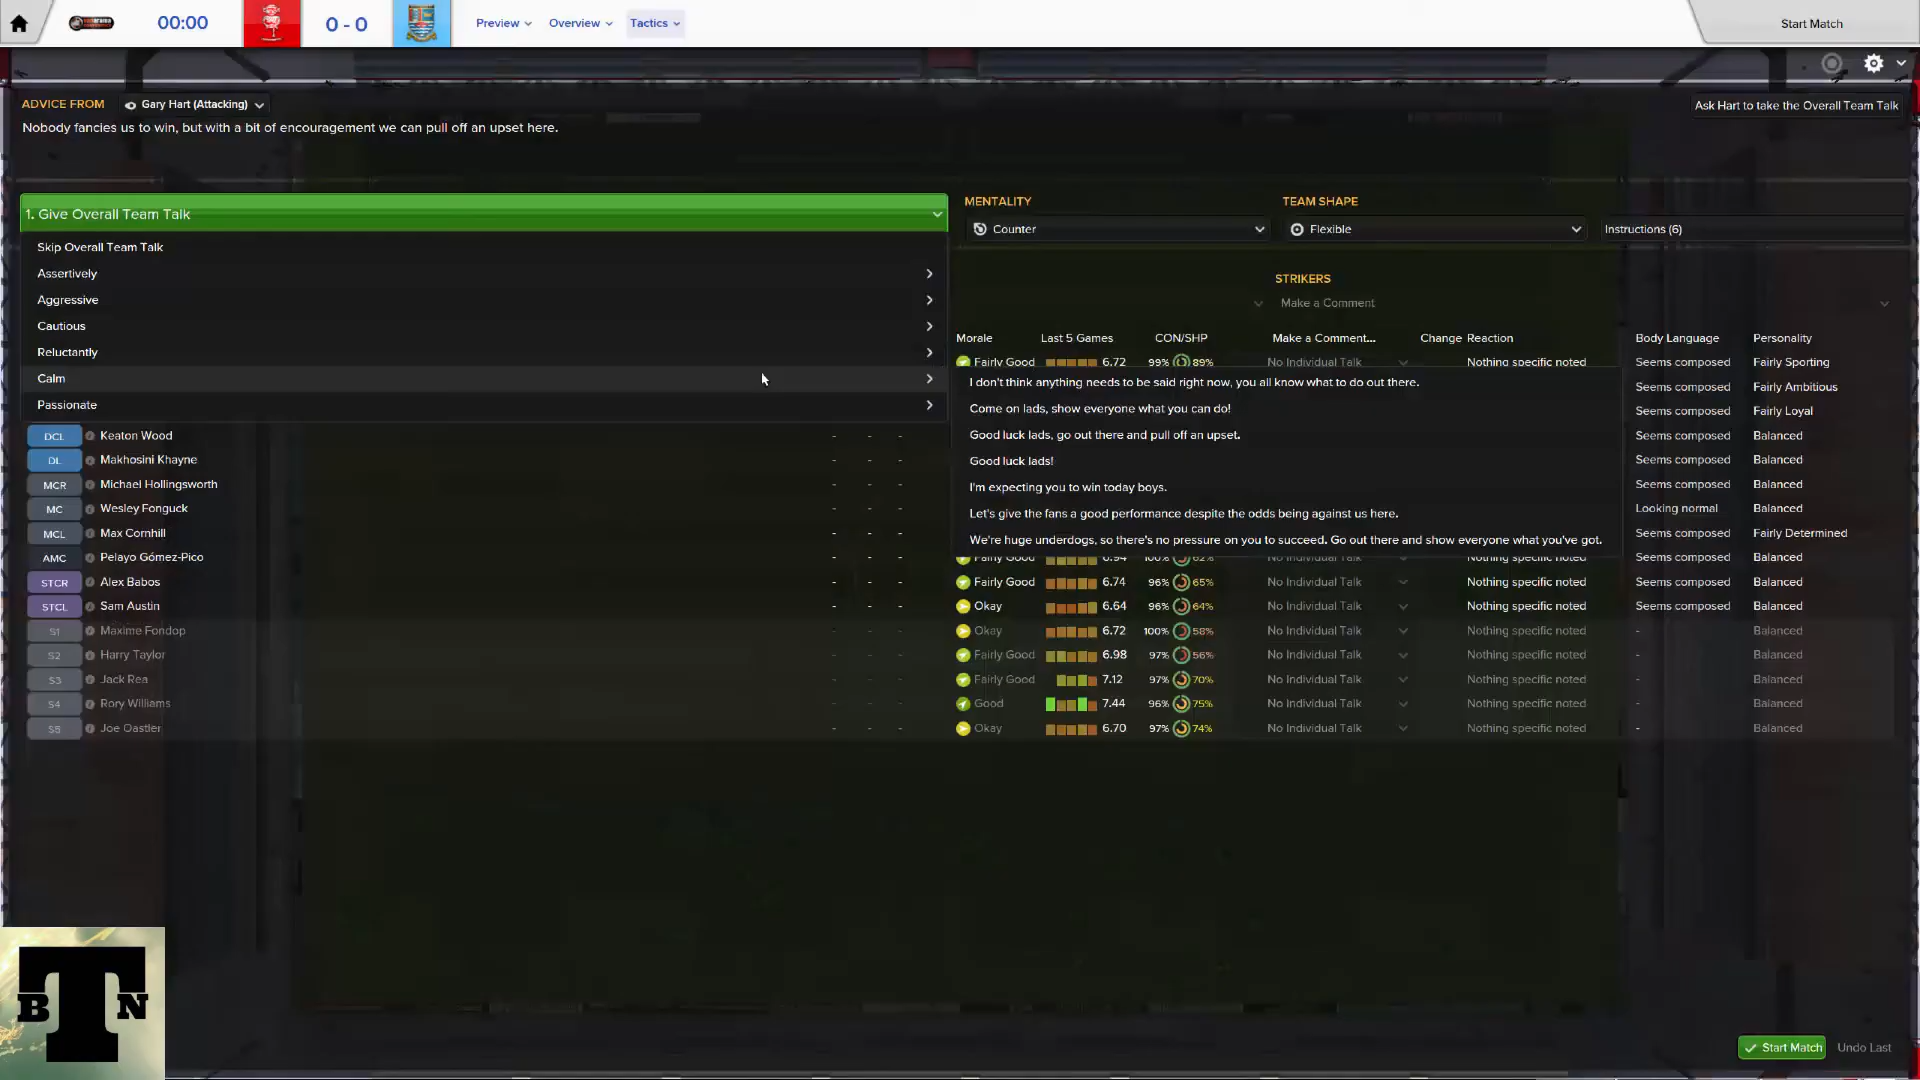 00:00
0 - 0
Preview
Overview
Tactics
Start Match
ADVICE FROM
Gary Hart (Attacking)
Ask Hart to take the Overall Team Talk
Nobody fancies us to win, but with a bit of encouragement we can pull off an upset here.
1. Give Overall Team Talk
MENTALITY
TEAM SHAPE
Counter
Flexible
Instructions (6)
Skip Overall Team Talk
Assertively
Aggressive
Cautious
Reluctantly
Calm
Passionate
STRIKERS
Make a Comment
Morale Last 5 Games CON/SHP Make a Comment... Change Reaction Body Language Personality
Fairly Good 6.72 99% 89% No Individual Talk Nothing specific noted Seems composed Fairly Sporting
I don't think anything needs to be said right now, you all know what to do out there.
Come on lads, show everyone what you can do!
Good luck lads, go out there and pull off an upset.
Good luck lads!
I'm expecting you to win today boys.
Let's give the fans a good performance despite the odds being against us here.
We're huge underdogs, so there's no pressure on you to succeed. Go out there and show everyone what you've got.
Seems composed Fairly Ambitious
Seems composed Fairly Loyal
DCL Keaton Wood - - - Seems composed Balanced
DL Makhosini Khayne - - - Seems composed Balanced
MCR Michael Hollingsworth - - - Seems composed Balanced
MC Wesley Fonguck - - - Looking normal Balanced
MCL Max Cornhill - - - Seems composed Fairly Determined
AMC Pelayo Gómez-Pico - - - Fairly Good 6.94 100% 62% No Individual Talk Nothing specific noted Seems composed Balanced
STCR Alex Babos - - - Fairly Good 6.74 96% 65% No Individual Talk Nothing specific noted Seems composed Balanced
STCL Sam Austin - - - Okay 6.64 96% 64% No Individual Talk Nothing specific noted Seems composed Balanced
S1 Maxime Fondop - - - Okay 6.72 100% 58% No Individual Talk Nothing specific noted - Balanced
S2 Harry Taylor - - - Fairly Good 6.98 97% 56% No Individual Talk Nothing specific noted - Balanced
S3 Jack Rea - - - Fairly Good 7.12 97% 70% No Individual Talk Nothing specific noted - Balanced
S4 Rory Williams - - - Good 7.44 96% 75% No Individual Talk Nothing specific noted - Balanced
S5 Joe Oastler - - - Okay 6.70 97% 74% No Individual Talk Nothing specific noted - Balanced
BTN
Start Match
Undo Last